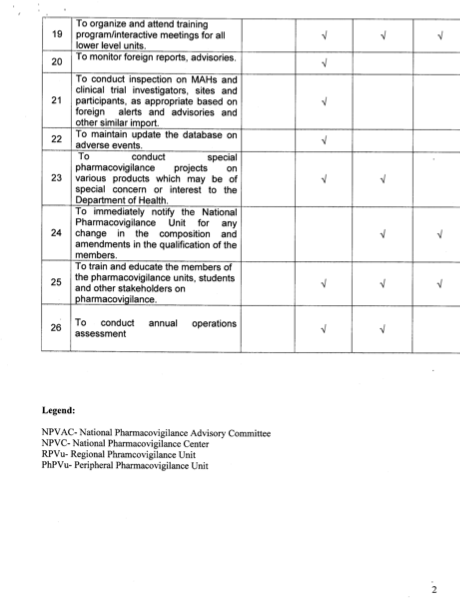 19 To organize and attend training √ √ √
program/interactive meetings for all
lower level units.
20 To monitor foreign reports, advisories. √
21 To conduct inspection on MAHs and √
clinical trial investigators, sites and
participants, as appropriate based on
foreign alerts and advisories and
other similar import.
22 To maintain update the database on √
adverse events.
23 To conduct special √ √
pharmacovigilance projects on
various products which may be of
special concern or interest to the
Department of Health.
24 To immediately notify the National √ √
Pharmacovigilance Unit for any
change in the composition and
amendments in the qualification of the
members.
25 To train and educate the members of √ √ √
the pharmacovigilance units, students
and other stakeholders on
pharmacovigilance.
26 To conduct annual operations √ √
assessment
Legend:
NPVAC- National Pharmacovigilance Advisory Committee
NPVC- National Pharmacovigilance Center
RPVu- Regional Phramcovigilance Unit
PhPVu- Peripheral Pharmacovigilance Unit
2